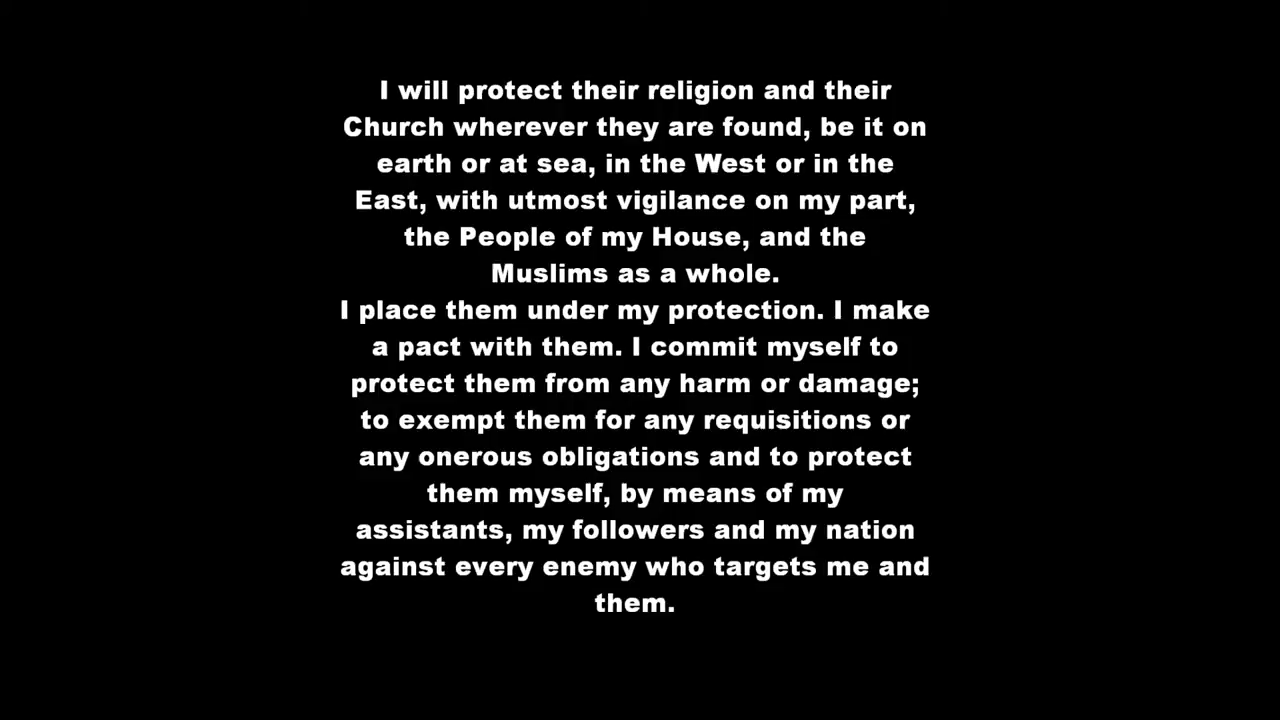 I will protect their religion and their
Church wherever they are found, be it on
earth or at sea, in the West or in the
East, with utmost vigilance on my part,
the People of my House, and the
Muslims as a whole.
I place them under my protection. I make
a pact with them. I commit myself to
protect them from any harm or damage;
to exempt them for any requisitions or
any onerous obligations and to protect
them myself, by means of my
assistants, my followers and my nation
against every enemy who targets me and
them.